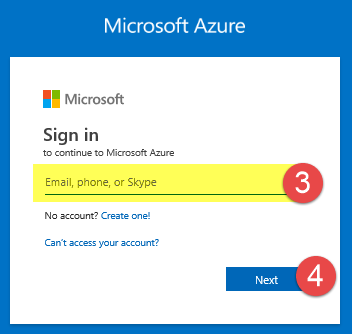 Microsoft Azure
Microsoft
Sign in
to continue to Microsoft Azure
Email, phone, or Skype
3
No account? Create one!
Can't access your account?
Next
4